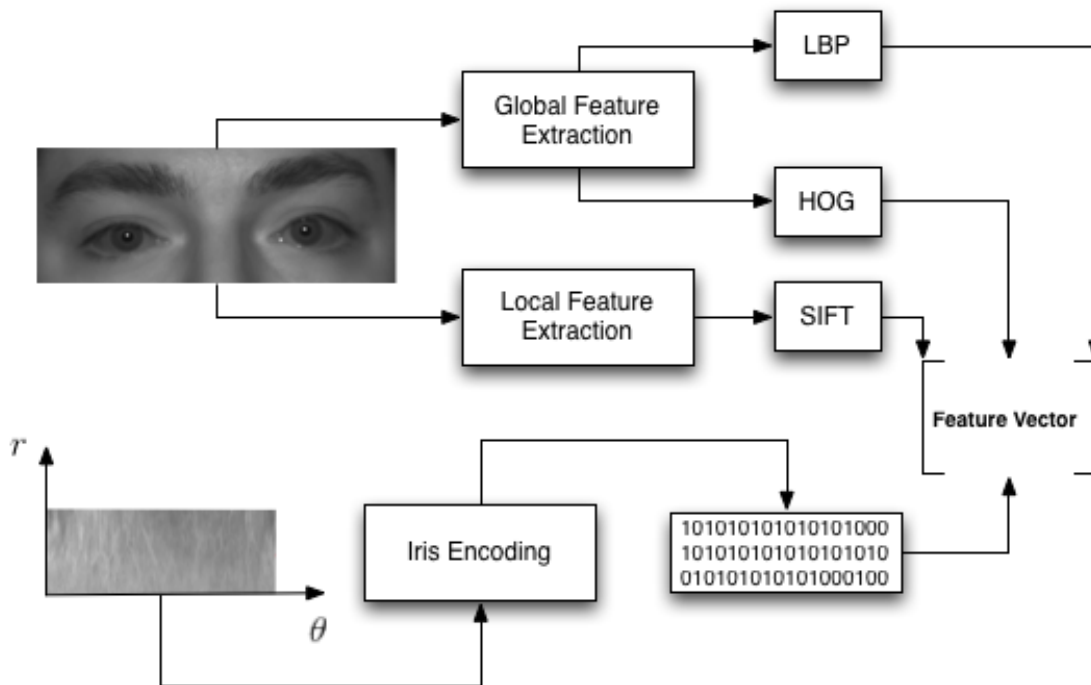 LBP
Global Feature
Extraction
HOG
Local Feature
Extraction
SIFT
Feature Vector
r
θ
Iris Encoding
101010101010101000
101010101010101010
010101010101000100